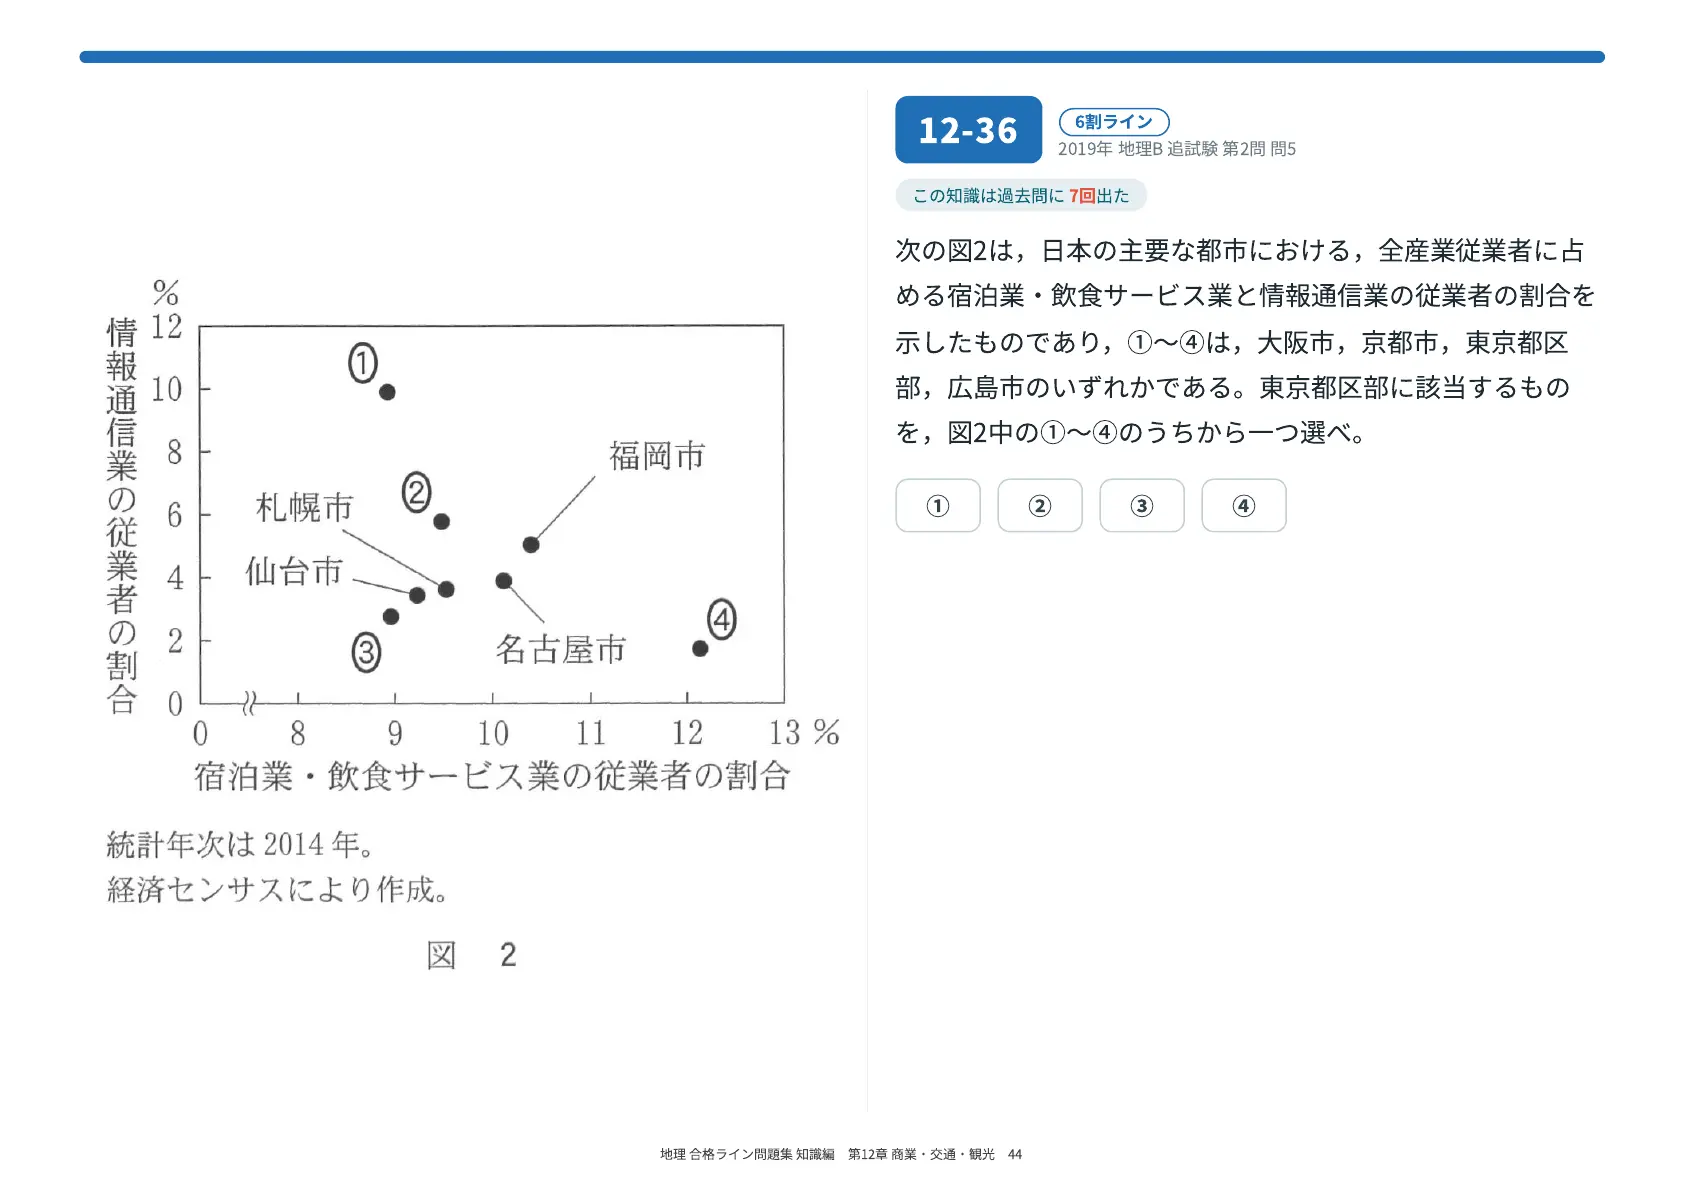 %
情報通信業の従業者の割合
12
10
8
6
4
2
0
①
②
③
④
福岡市
札幌市
仙台市
名古屋市
0 8 9 10 11 12 13 %
宿泊業・飲食サービス業の従業者の割合
統計年次は 2014 年。
経済センサスにより作成。
図 2
12-36
6割ライン
2019年 地理B 追試験 第2問 問5
この知識は過去問に 7回出た
次の図2は，日本の主要な都市における，全産業従業者に占
める宿泊業・飲食サービス業と情報通信業の従業者の割合を
示したものであり，①〜④は，大阪市，京都市，東京都区
部，広島市のいずれかである。東京都区部に該当するもの
を，図2中の①〜④のうちから一つ選べ。
① ② ③ ④
地理 合格ライン問題集 知識編 第12章 商業・交通・観光 44